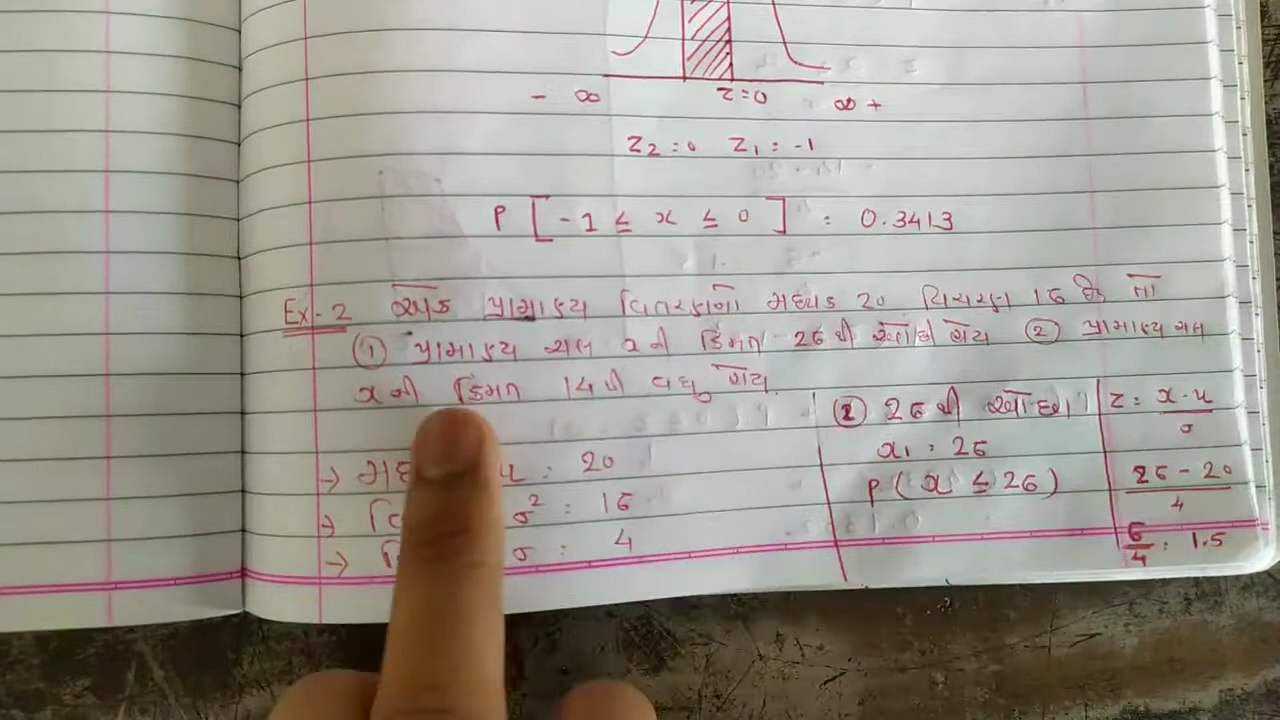 - ∞ z=0 ∞ +
z₂ = 0 z₁ = -1
P [ -1 ≤ x ≤ 0 ] = 0.3413
Ex-2 એક પ્રામાણ્ય વિતરણનો મધ્યક 20 વિચરણ 16 છે તો
① પ્રામાણ્ય ચલ x ની કિંમત 26 થી ઓછી હોય ② પ્રામાણ્ય ચલ
x ની કિંમત 14 થી વધુ હોય
→ = 20
→ σ² = 16
→ σ = 4
26 થી ઓછી
x₁ = 26
P ( x ≤ 26 )
z = x - μ / σ
26 - 20 / 4
6/4 = 1.5